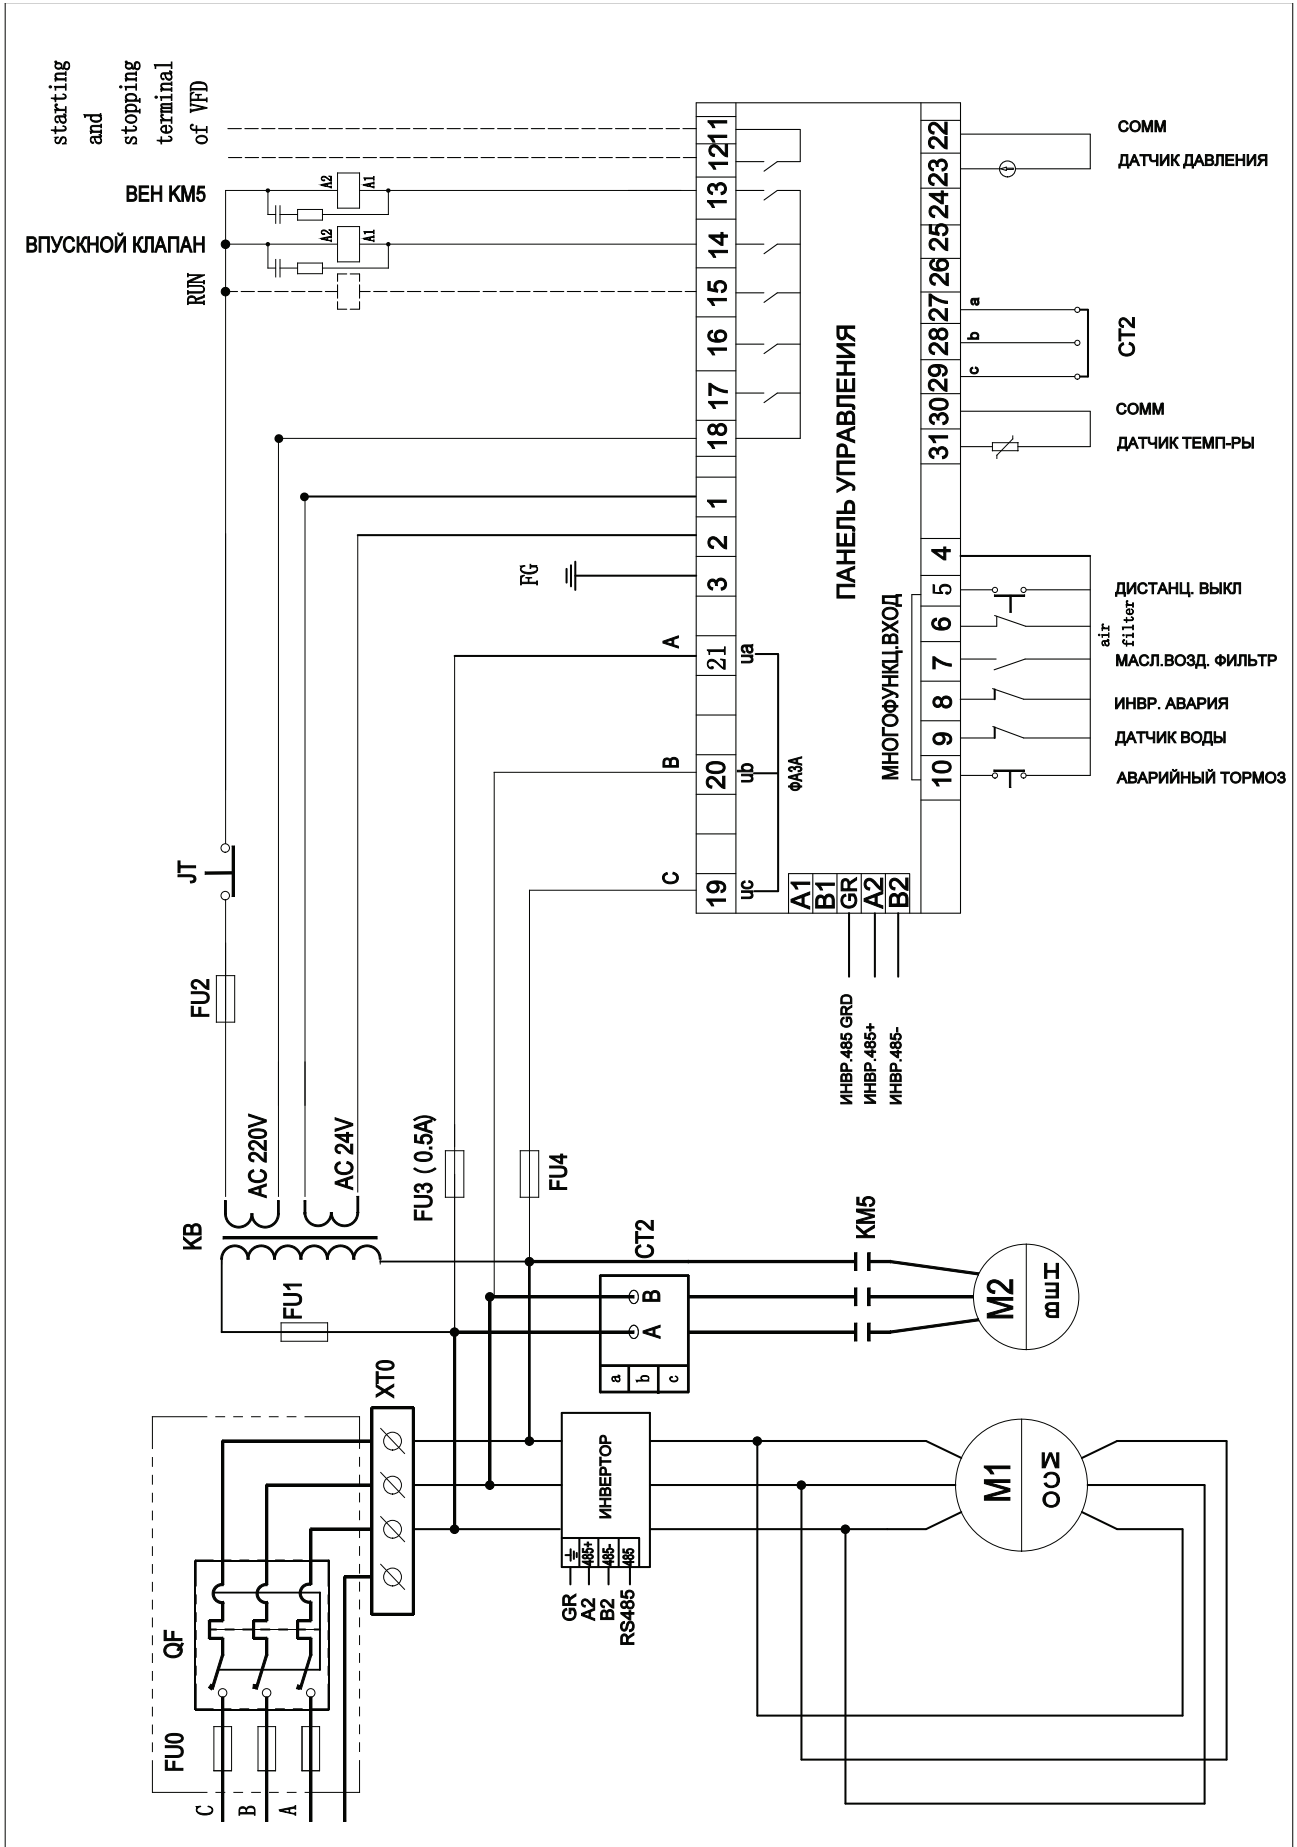 starting
and
stopping
terminal
of VFD
ВЕН KM5
ВПУСКНОЙ КЛАПАН
RUN
A2
A1
A2
A1
11
12
13
14
15
16
17
18
1
2
3
21
20
19
FG
A
B
C
ua
ub
uc
ФАЗА
ПАНЕЛЬ УПРАВЛЕНИЯ
МНОГОФУНКЦ.ВХОД
22
23
24
25
26
27
28
29
30
31
4
5
6
7
8
9
10
COMM
ДАТЧИК ДАВЛЕНИЯ
a
b
c
CT2
COMM
ДАТЧИК ТЕМП-РЫ
ДИСТАНЦ. ВЫКЛ
air
filter
МАСЛ.ВОЗД. ФИЛЬТР
ИНВР. АВАРИЯ
ДАТЧИК ВОДЫ
АВАРИЙНЫЙ ТОРМОЗ
A1
B1
GR
A2
B2
ИНВР.485 GRD
ИНВР.485+
ИНВР.485-
JT
FU2
AC 220V
AC 24V
KB
FU1
FU3 ( 0.5A)
FU4
CT2
B
A
a
b
c
KM5
M2
ВЕН
XT0
ИНВЕРТОР
485+
485-
485
GR
A2
B2
RS485
M1
СОМ
QF
FU0
C
B
A